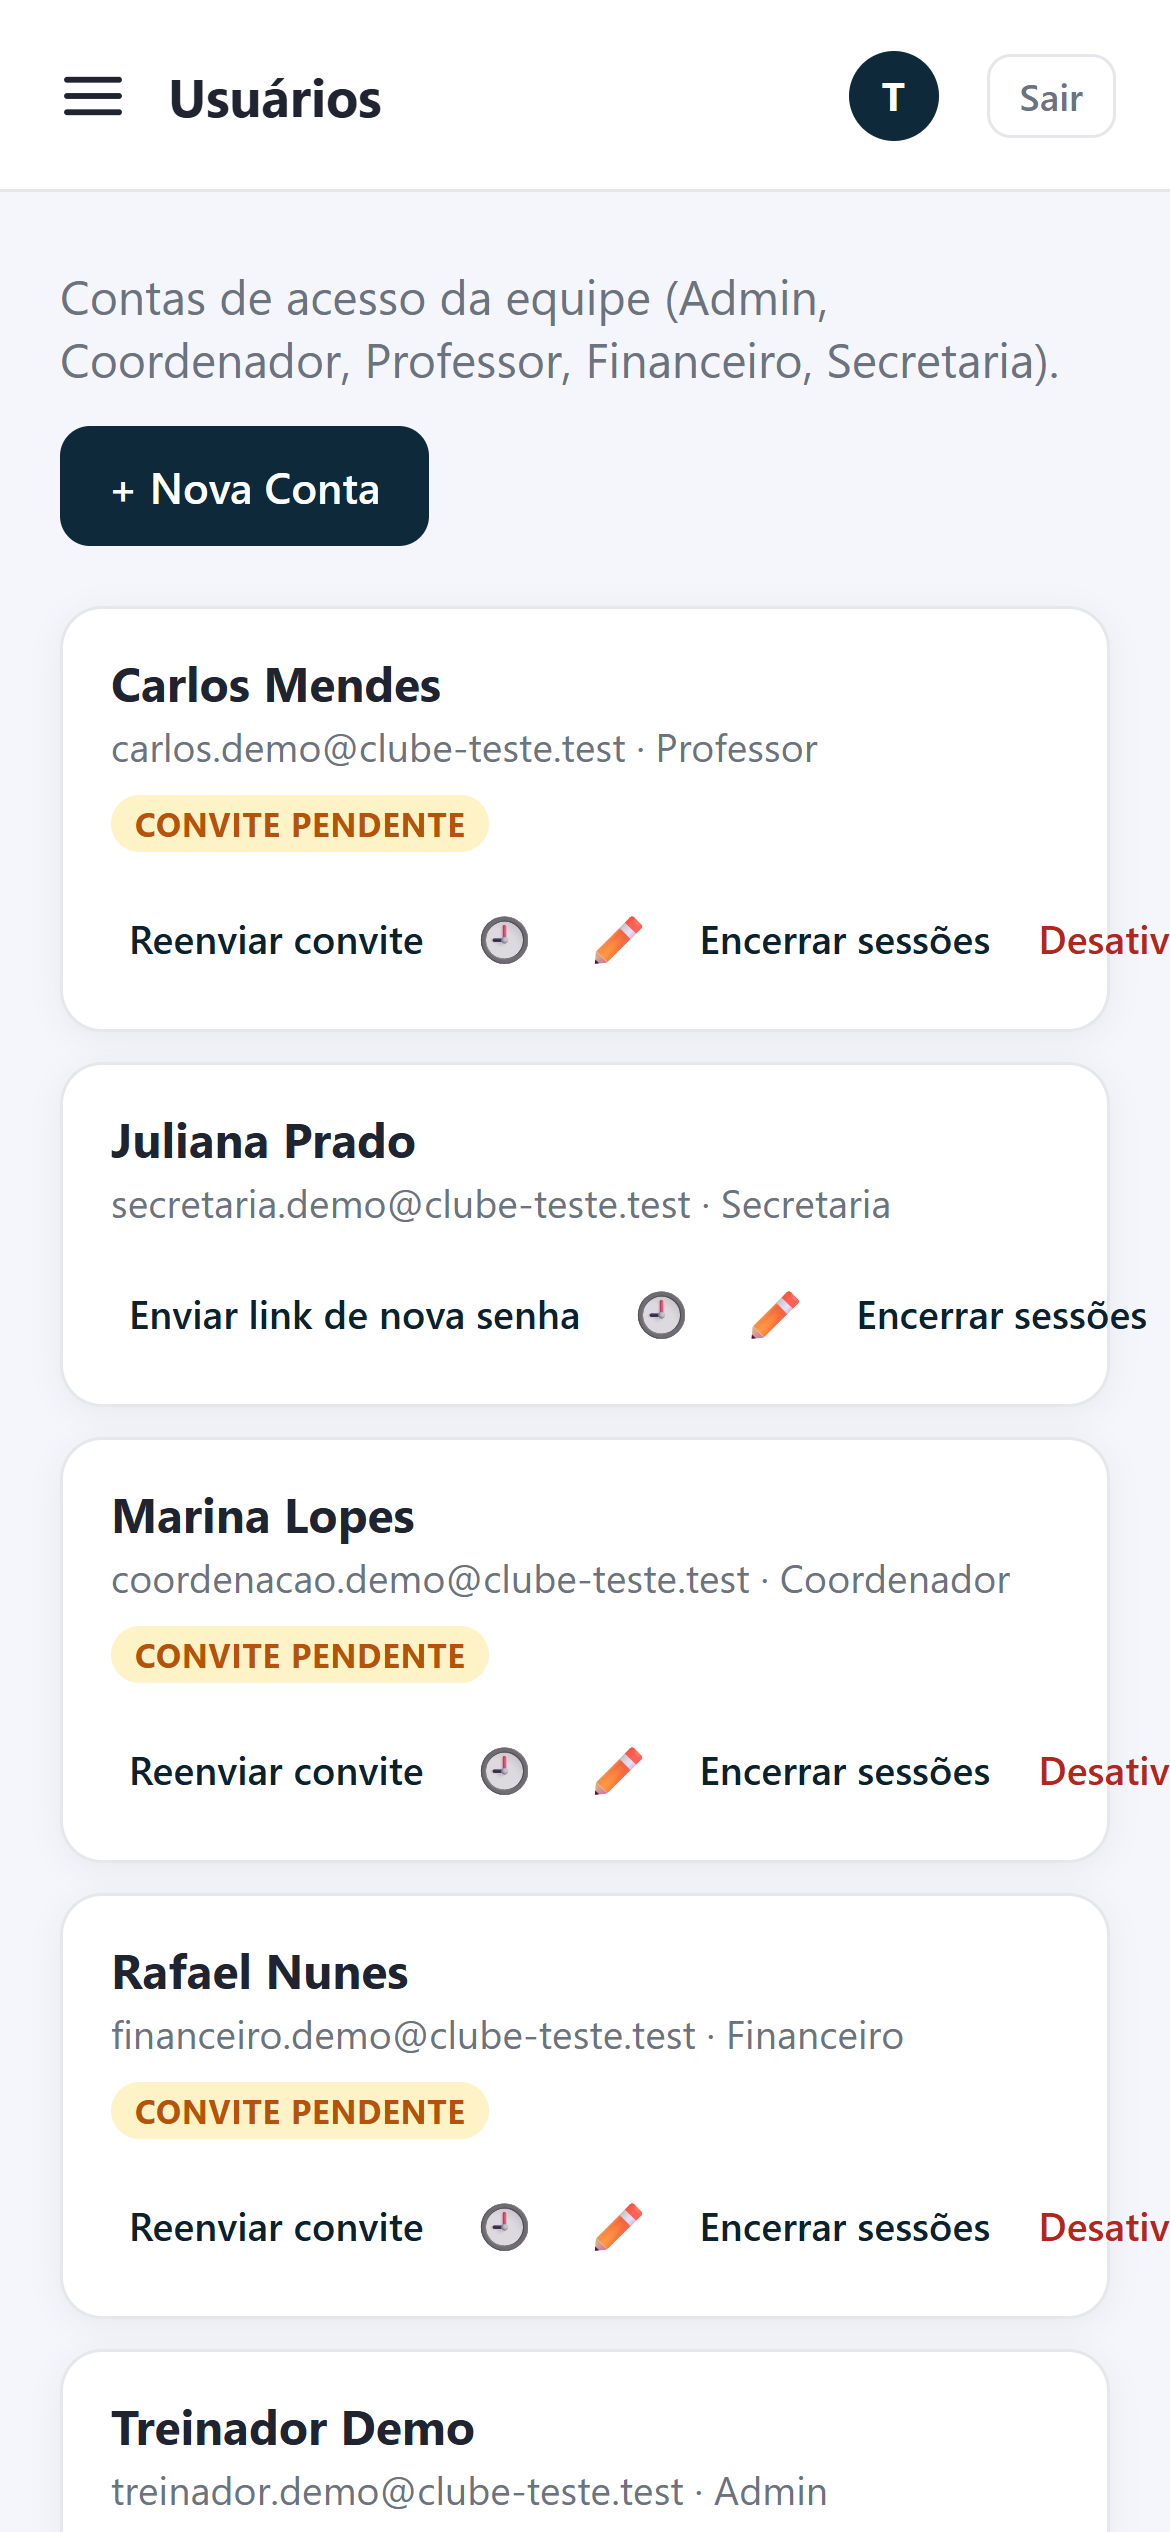 Usuários
T
Sair
Contas de acesso da equipe (Admin,
Coordenador, Professor, Financeiro, Secretaria).
+ Nova Conta
Carlos Mendes
carlos.demo@clube-teste.test · Professor
CONVITE PENDENTE
Reenviar convite Encerrar sessões Desativ
Juliana Prado
secretaria.demo@clube-teste.test · Secretaria
Enviar link de nova senha Encerrar sessões
Marina Lopes
coordenacao.demo@clube-teste.test · Coordenador
CONVITE PENDENTE
Reenviar convite Encerrar sessões Desativ
Rafael Nunes
financeiro.demo@clube-teste.test · Financeiro
CONVITE PENDENTE
Reenviar convite Encerrar sessões Desativ
Treinador Demo
treinador.demo@clube-teste.test · Admin